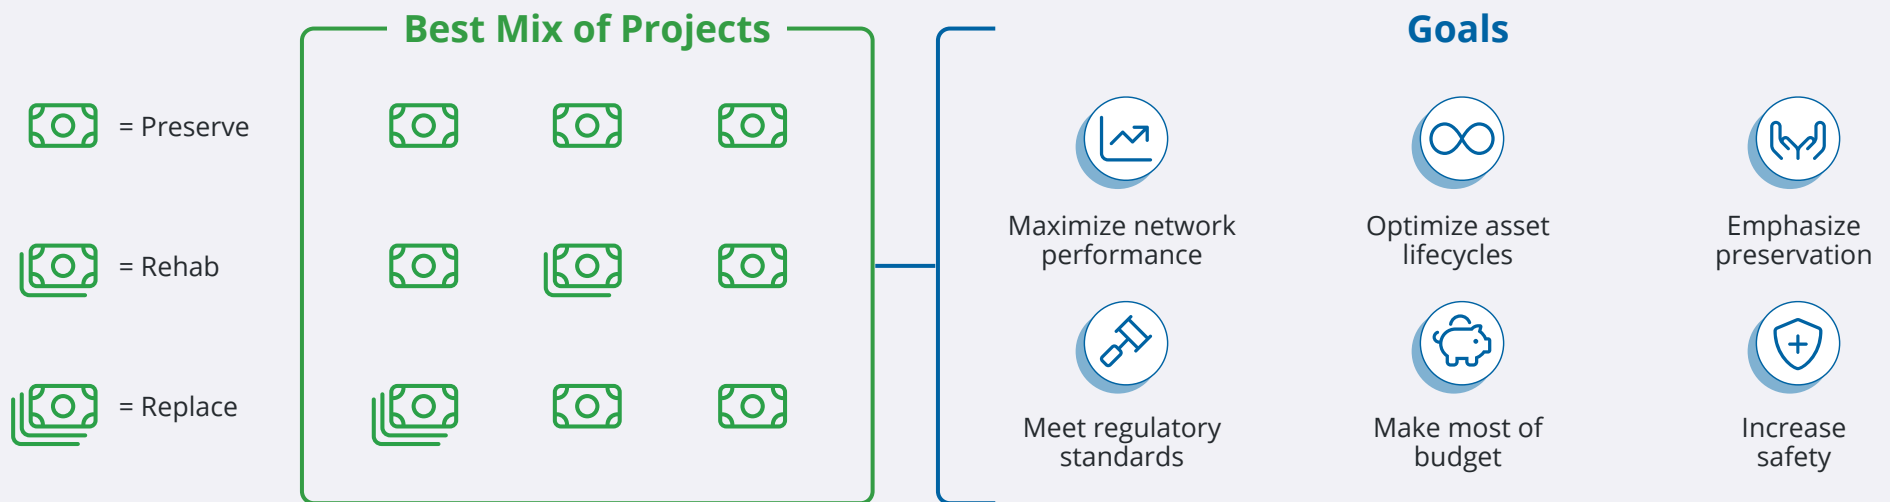 Best Mix of Projects
Goals
= Preserve
= Rehab
= Replace
Maximize network
performance
Optimize asset
lifecycles
Emphasize
preservation
Meet regulatory
standards
Make most of
budget
Increase
safety